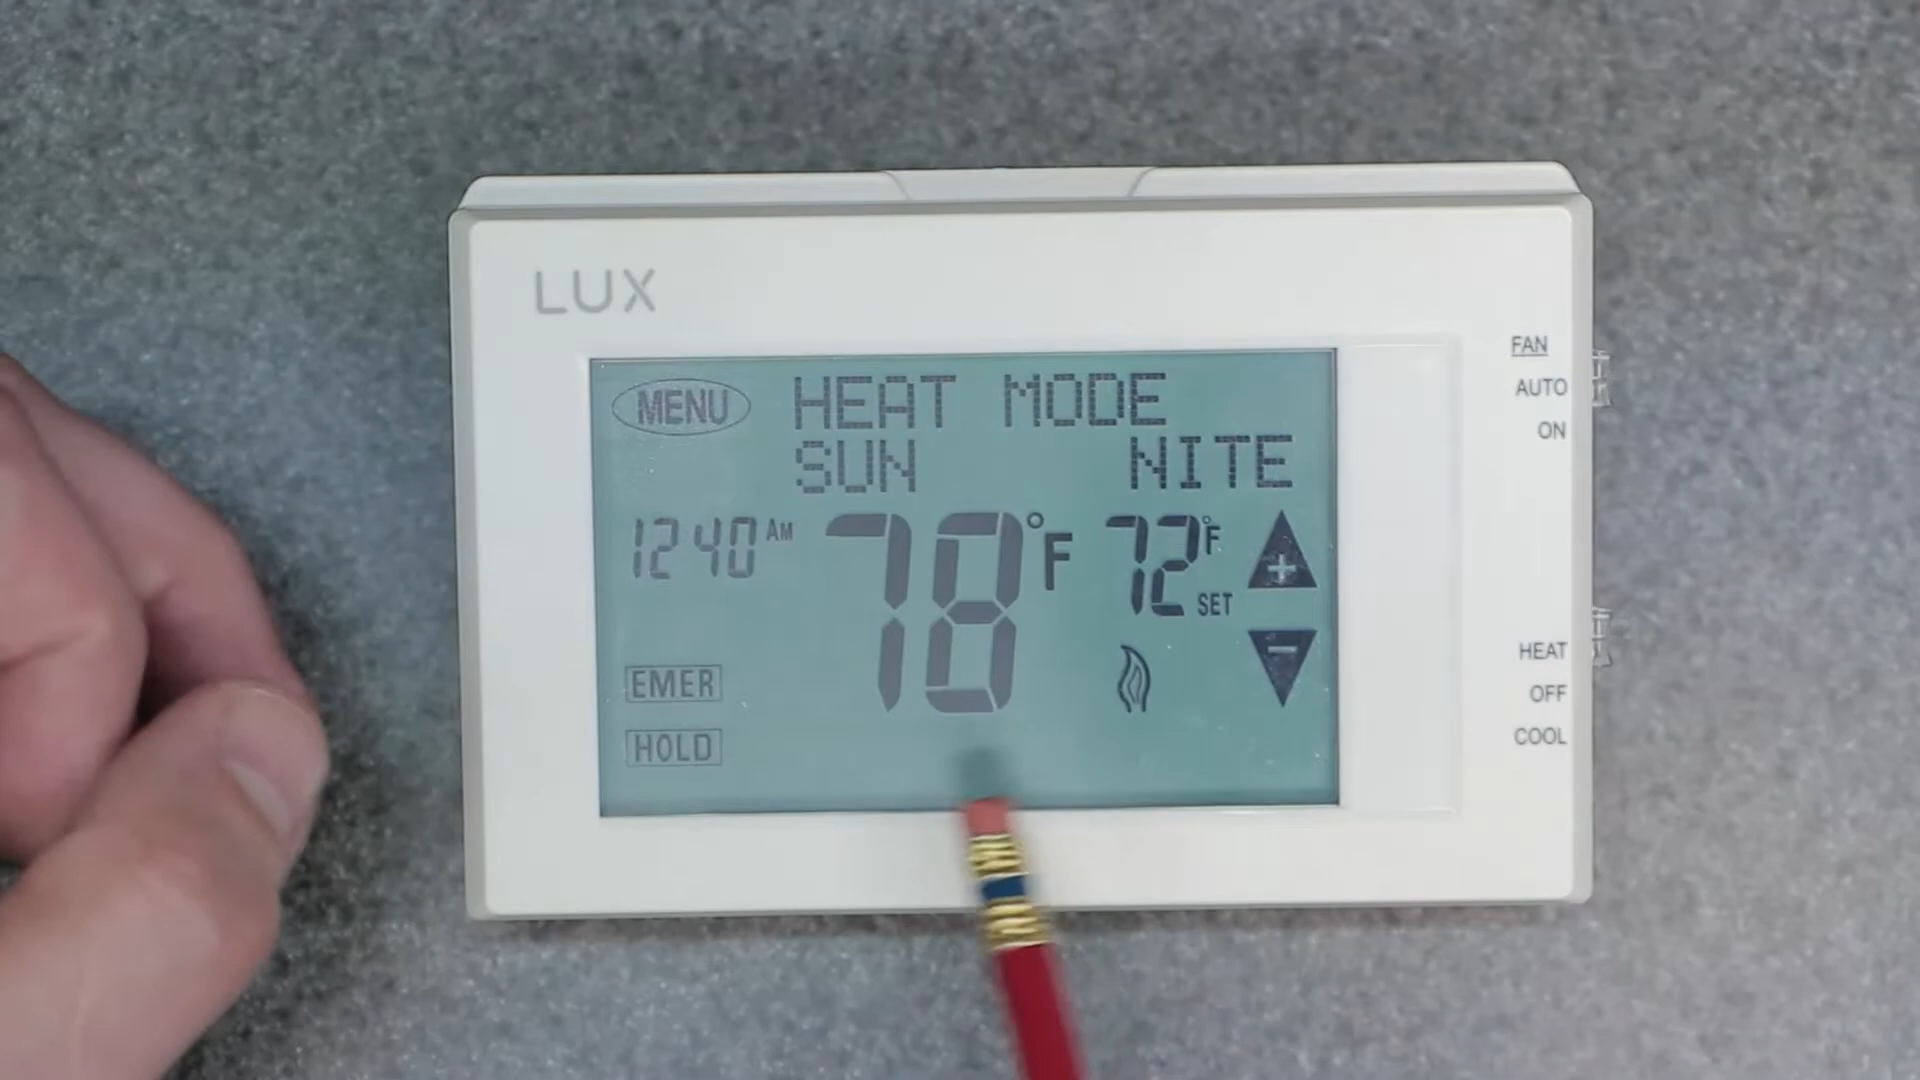 LUX
FAN
AUTO
ON
MENU HEAT MODE
SUN NITE
12 40 AM 78 °F 72 °F SET +
-
EMER
HOLD
HEAT
OFF
COOL